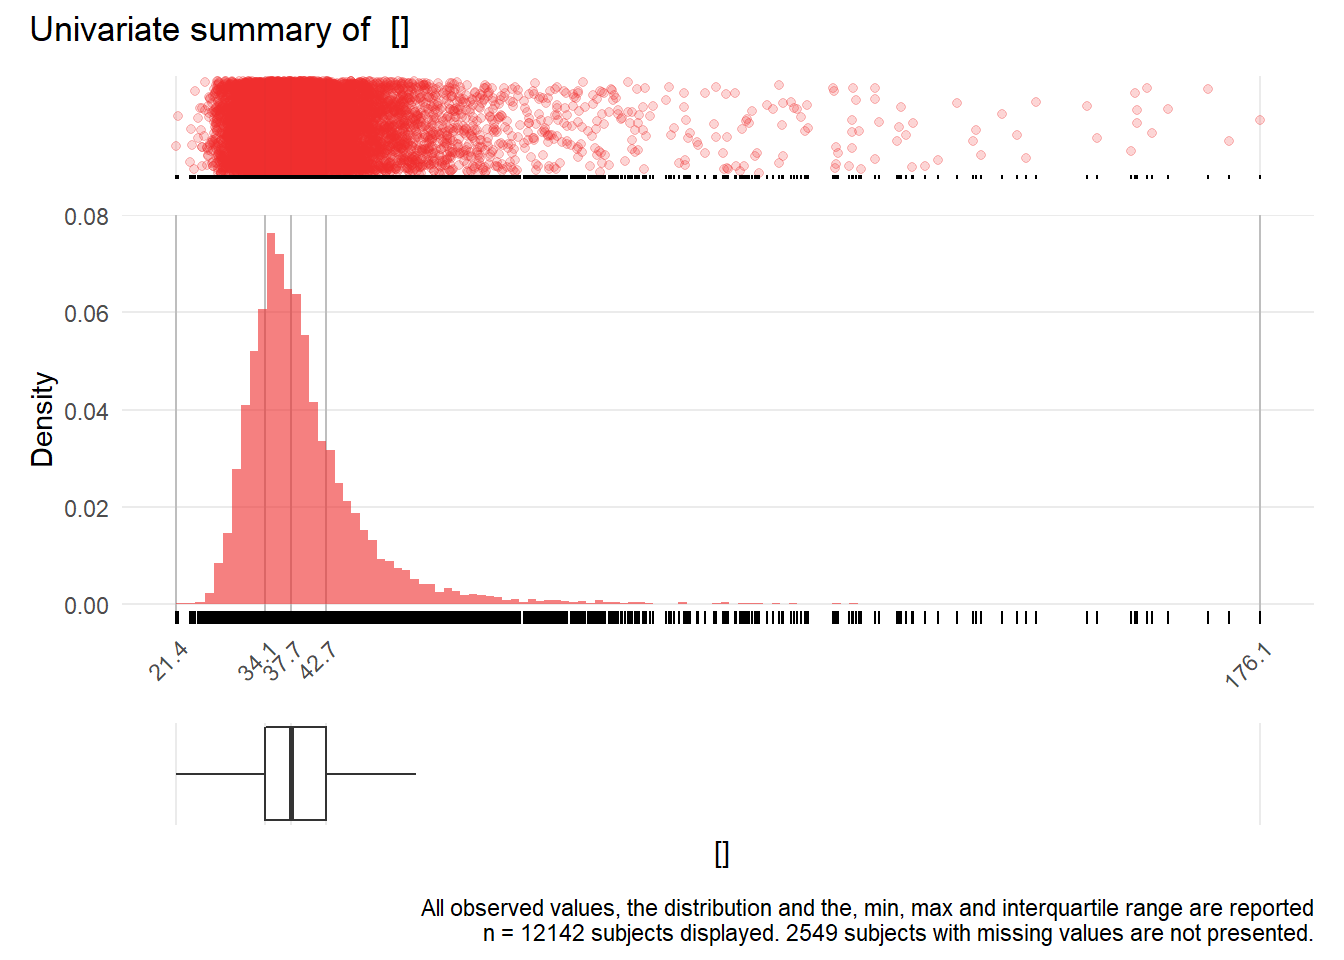 Univariate summary of  []
0.08
0.06
0.04
0.02
0.00
Density
21.4
34.1
37.7
42.7
176.1
[]
All observed values, the distribution and the, min, max and interquartile range are reported
n = 12142 subjects displayed. 2549 subjects with missing values are not presented.